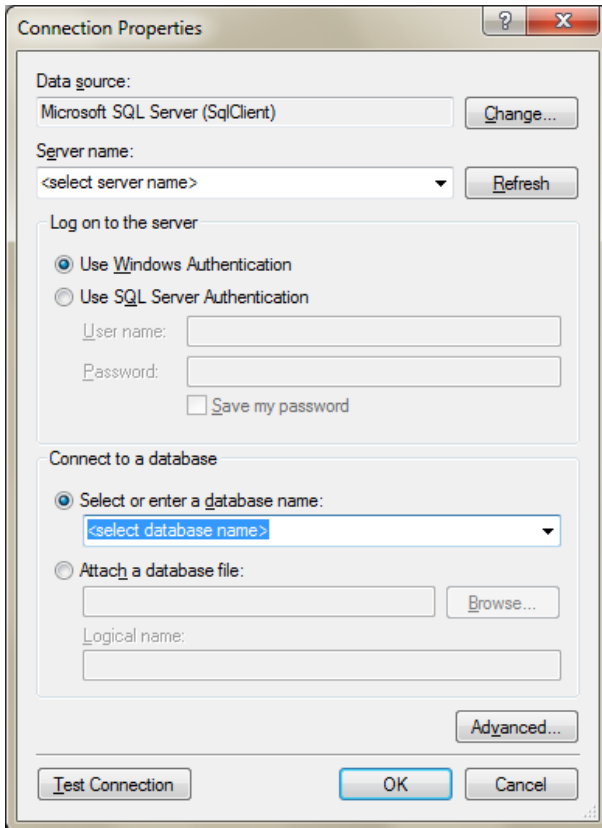 Connection Properties
?
Data source:
Microsoft SQL Server (SqlClient)
Change...
Server name:
<select server name>
Refresh
Log on to the server
Use Windows Authentication
Use SQL Server Authentication
User name:
Password:
Save my password
Connect to a database
Select or enter a database name:
<select database name>
Attach a database file:
Browse...
Logical name:
Advanced...
Test Connection
OK
Cancel